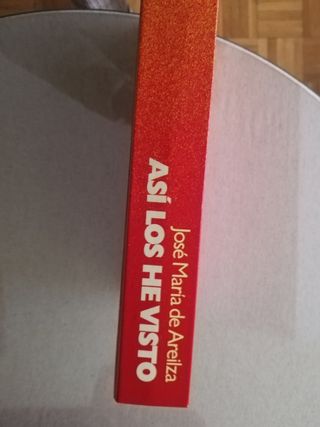 José María de Areilza
ASÍ LOS HE VISTO